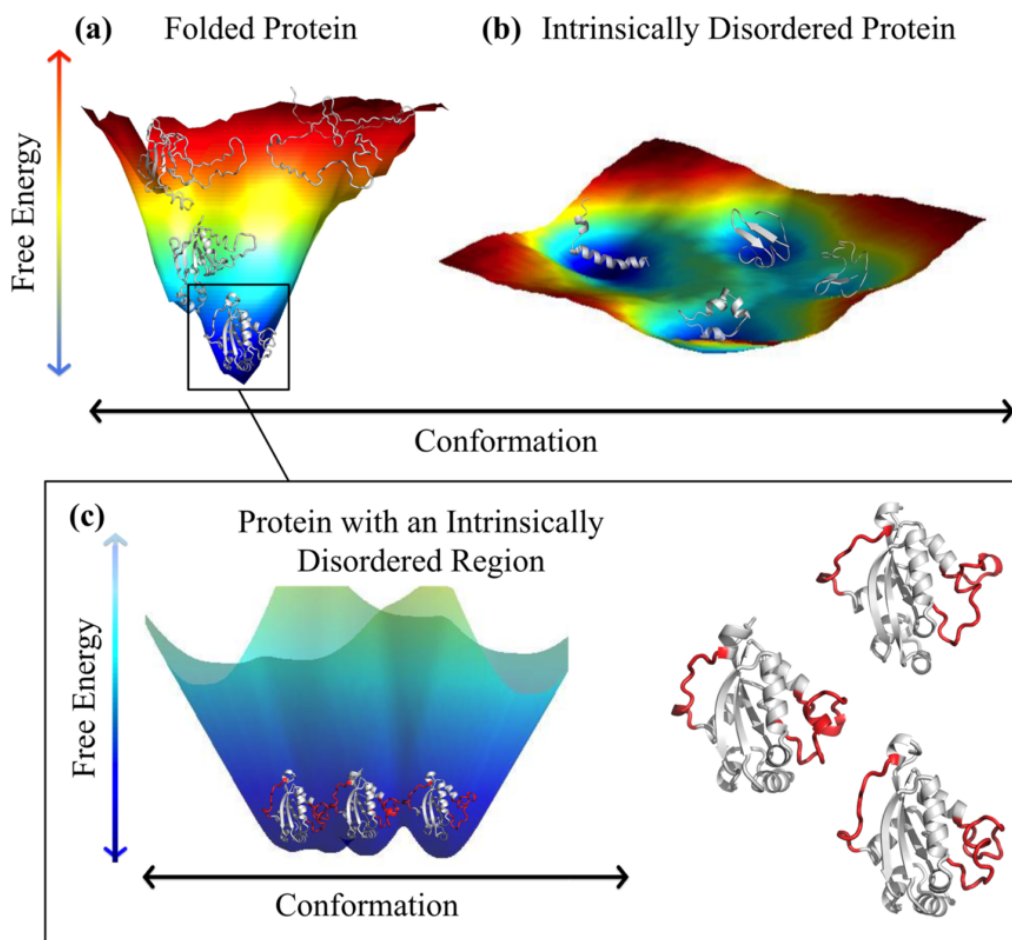 (a) Folded Protein
(b) Intrinsically Disordered Protein
Free Energy
Conformation
(c) Protein with an Intrinsically
Disordered Region
Free Energy
Conformation